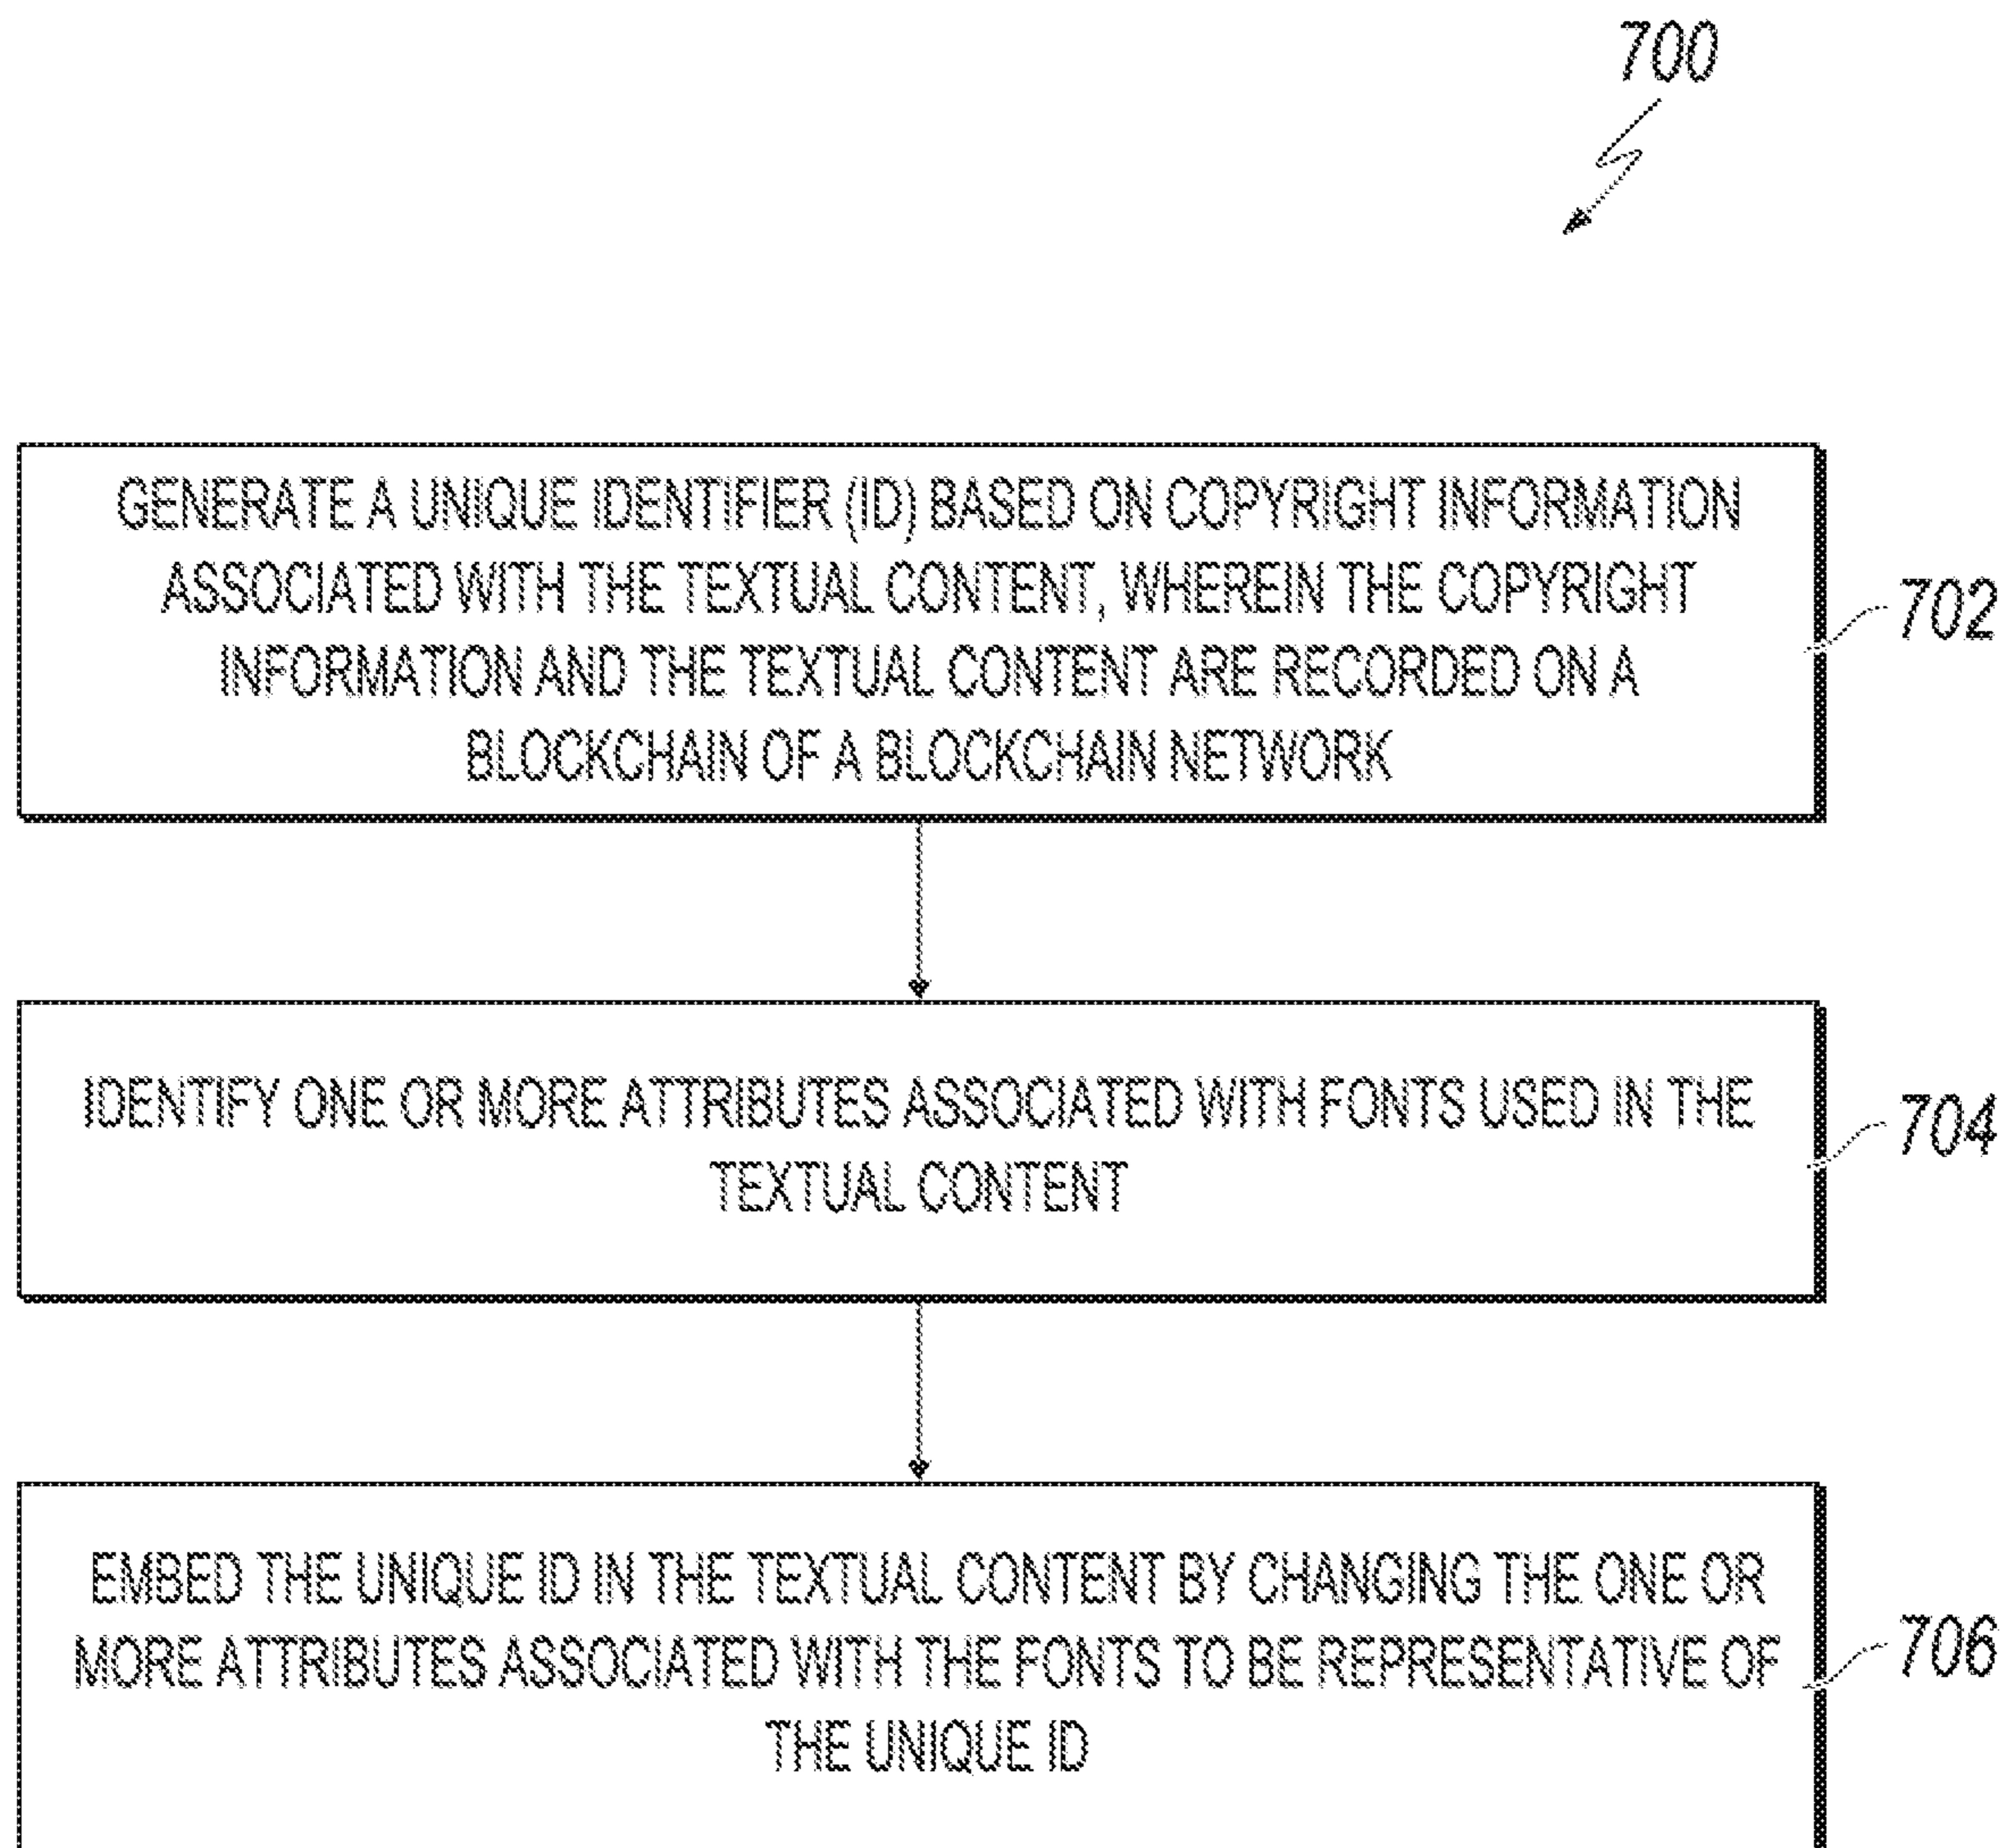 700
GENERATE A UNIQUE IDENTIFIER (ID) BASED ON COPYRIGHT INFORMATION
ASSOCIATED WITH THE TEXTUAL CONTENT, WHEREIN THE COPYRIGHT
INFORMATION AND THE TEXTUAL CONTENT ARE RECORDED ON A
BLOCKCHAIN OF A BLOCKCHAIN NETWORK
702
IDENTIFY ONE OR MORE ATTRIBUTES ASSOCIATED WITH FONTS USED IN THE
TEXTUAL CONTENT
704
EMBED THE UNIQUE ID IN THE TEXTUAL CONTENT BY CHANGING THE ONE OR
MORE ATTRIBUTES ASSOCIATED WITH THE FONTS TO BE REPRESENTATIVE OF
THE UNIQUE ID
706